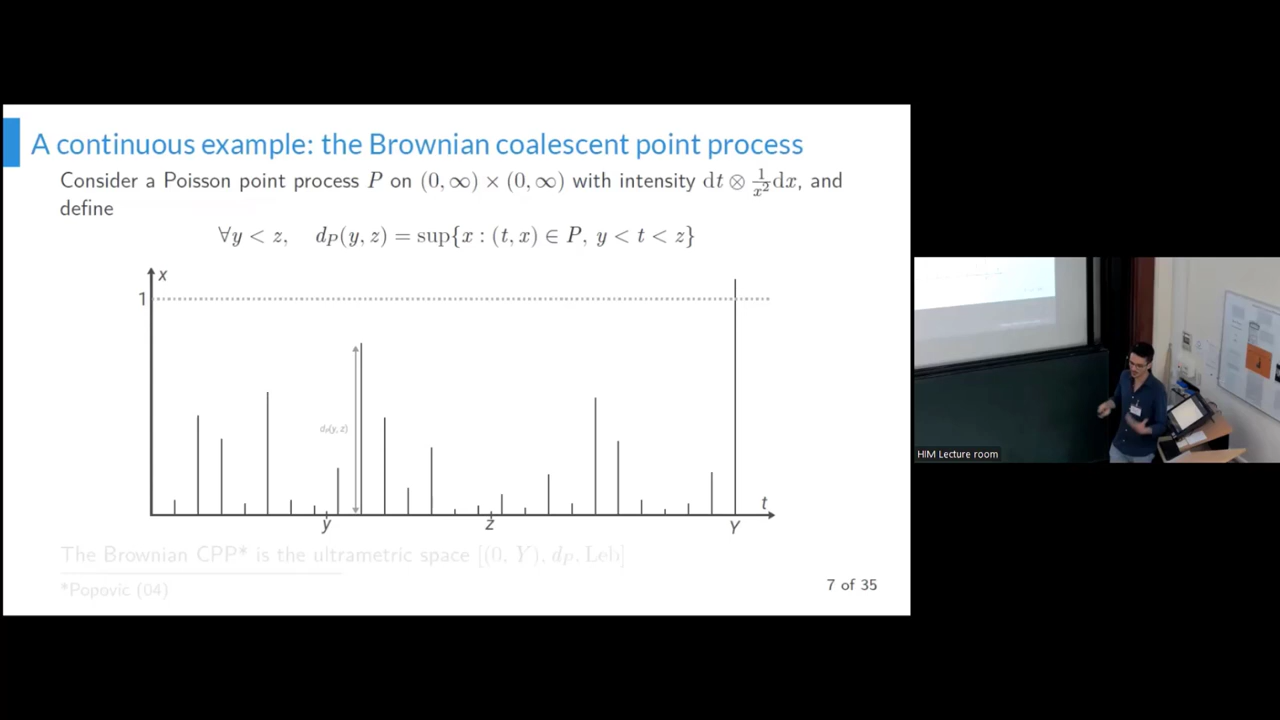 A continuous example: the Brownian coalescent point process
Consider a Poisson point process P on (0, ∞) × (0, ∞) with intensity dt ⊗ 1/x² dx, and
define
∀y < z, d_P(y, z) = sup{x : (t, x) ∈ P, y < t < z}
x
1
d_P(y, z)
t
y
z
Y
The Brownian CPP* is the ultrametric space [(0, Y), d_P, Leb]
*Popovic (04)
7 of 35
HIM Lecture room